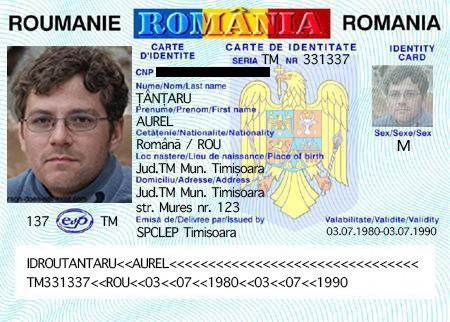 ROUMANIE ROMÂNIA ROMANIA
CARTE D'IDENTITE
CARTE DE IDENTITATE
IDENTITY CARD
SERIA TM NR 331337
CNP
Nume/Nom/Last name
ȚÂNȚARU
Prenume/Prenom/First name
AUREL
Cetățenie/Nationalite/Nationality
Română / ROU
Sex/Sexe/Sex
M
Loc nastere/Lieu de naissance/Place of birth
Jud.TM Mun. Timișoara
Domiciliu/Adresse/Address
Jud.TM Mun. Timișoara
str. Mures nr. 123
Emisă de/Delivree par/Issued by
SPCLEP Timisoara
Valabilitate/Validite/Validity
03.07.1980-03.07.1990
137 TM
IDROUTANTARU<<AUREL<<<<<<<<<<<<<<<<<<<<<<<<<<<<<<<
TM331337<<ROU<<03<<07<<1980<<03<<07<<1990